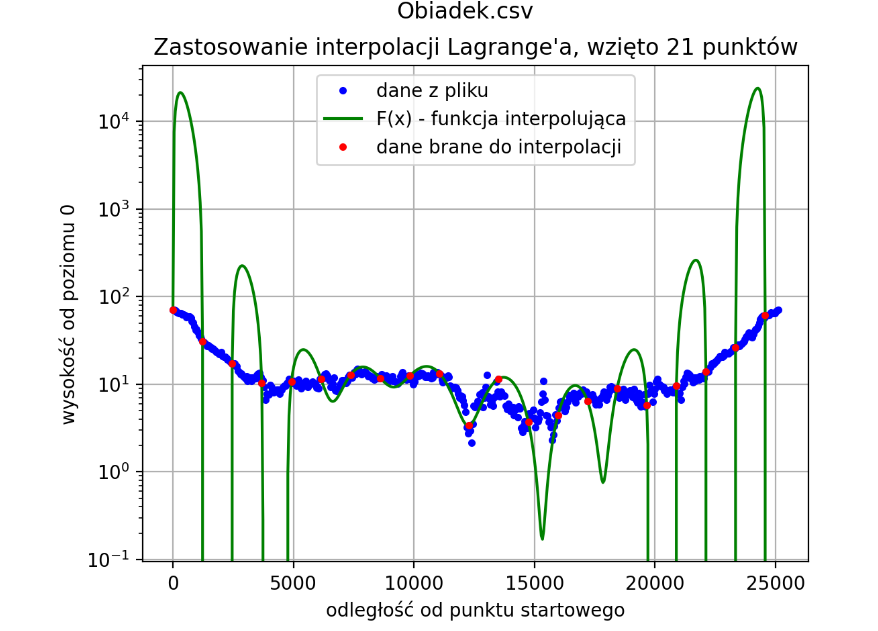 Obiadek.csv
Zastosowanie interpolacji Lagrange'a, wzięto 21 punktów
dane z pliku
F(x) - funkcja interpolująca
dane brane do interpolacji
wysokość od poziomu 0
10⁴
10³
10²
10¹
10⁰
10⁻¹
0 5000 10000 15000 20000 25000
odległość od punktu startowego